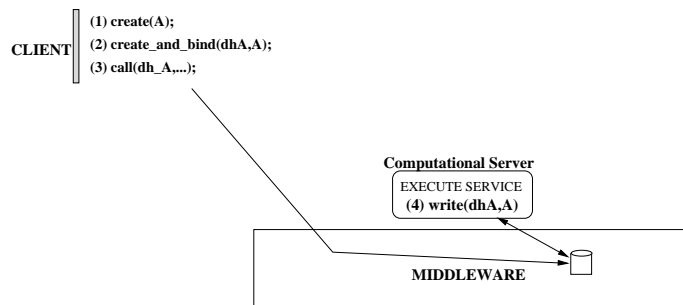 (1) create(A);
CLIENT
(2) create_and_bind(dhA,A);
(3) call(dh_A,...);
Computational Server
EXECUTE SERVICE
(4) write(dhA,A)
MIDDLEWARE